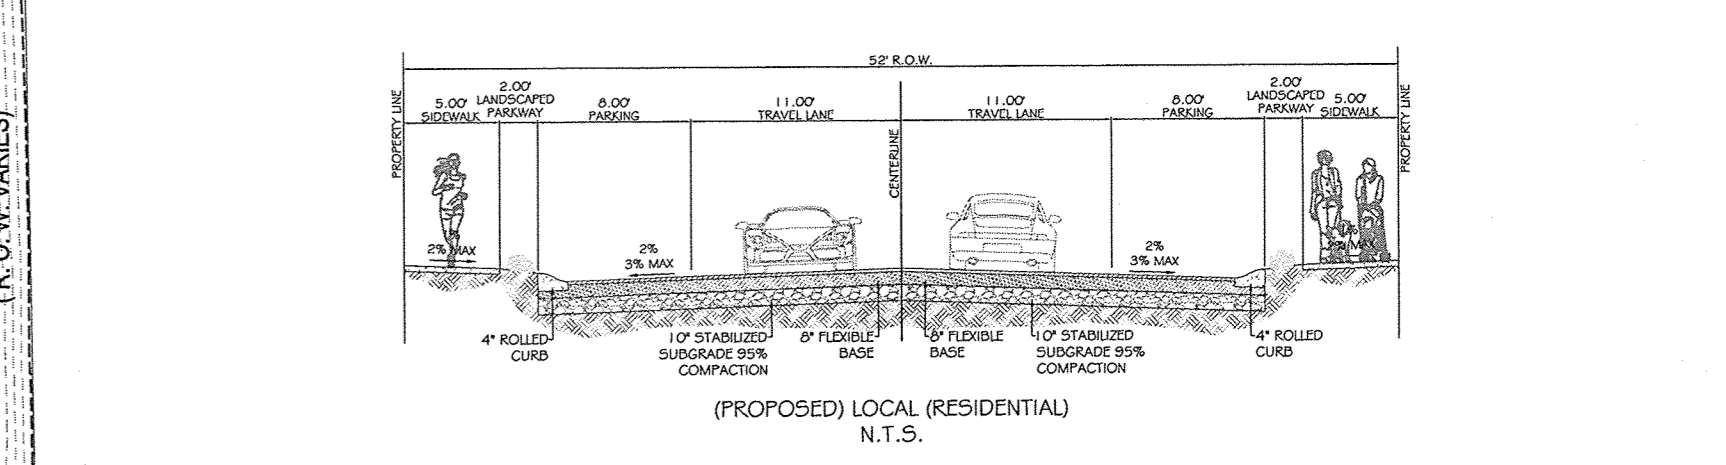 (R.O.W. VARIES)
52' R.O.W.
PROPERTY LINE
5.00'
SIDEWALK
2.00'
LANDSCAPED
PARKWAY
8.00'
PARKING
11.00'
TRAVEL LANE
CENTERLINE
11.00'
TRAVEL LANE
8.00'
PARKING
2.00'
LANDSCAPED
PARKWAY
5.00'
SIDEWALK
PROPERTY LINE
2% MAX
2%
3% MAX
2%
3% MAX
4" ROLLED
CURB
10" STABILIZED
SUBGRADE 95%
COMPACTION
8" FLEXIBLE
BASE
8" FLEXIBLE
BASE
10" STABILIZED
SUBGRADE 95%
COMPACTION
4" ROLLED
CURB
(PROPOSED) LOCAL (RESIDENTIAL)
N.T.S.